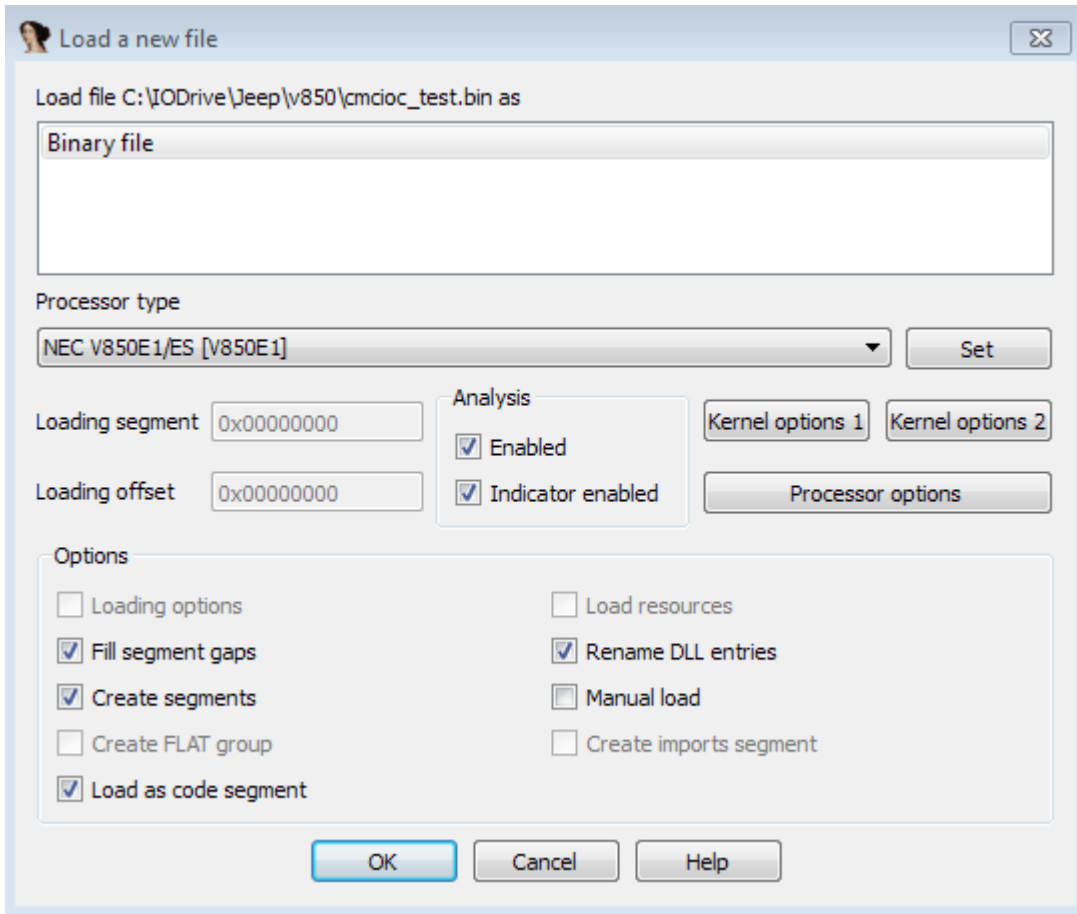 Load a new file
Load file C:\IODrive\Jeep\v850\cmcioc_test.bin as
Binary file
Processor type
NEC V850E1/ES [V850E1]
Set
Loading segment 0x00000000
Loading offset 0x00000000
Analysis
Enabled
Indicator enabled
Kernel options 1 Kernel options 2
Processor options
Options
Loading options
Load resources
Fill segment gaps
Rename DLL entries
Create segments
Manual load
Create FLAT group
Create imports segment
Load as code segment
OK Cancel Help